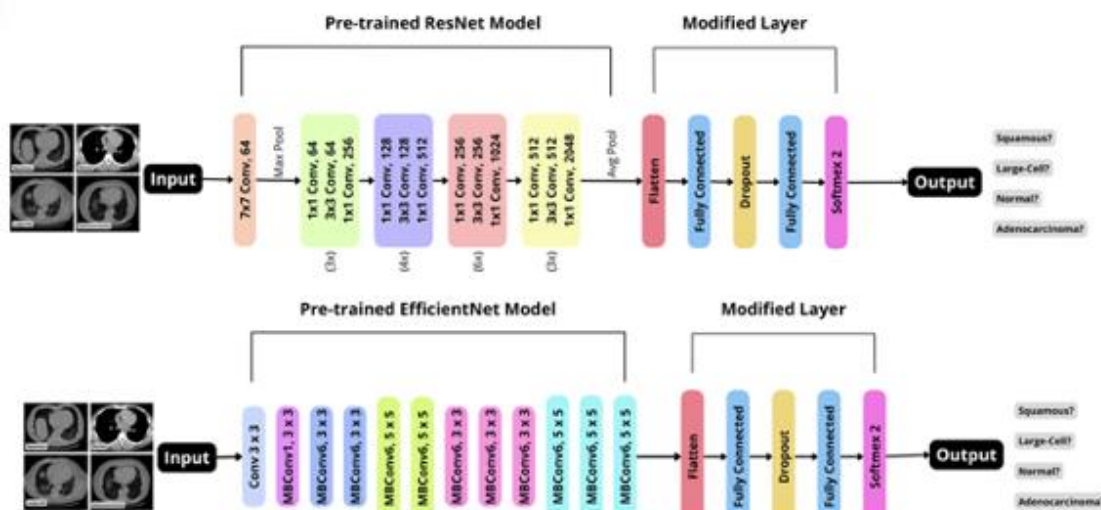 Pre-trained ResNet Model
Modified Layer
Input
7x7 Conv, 64
Max Pool
1x1 Conv, 64
3x3 Conv, 64
1x1 Conv, 256
(3x)
1x1 Conv, 128
3x3 Conv, 128
1x1 Conv, 512
(4x)
1x1 Conv, 256
3x3 Conv, 256
1x1 Conv, 1024
(6x)
1x1 Conv, 512
3x3 Conv, 512
1x1 Conv, 2048
(3x)
Avg Pool
Flatten
Fully Connected
Dropout
Fully Connected
Softmex 2
Output
Squamous?
Large-Cell?
Normal?
Adenocarcinoma?
Pre-trained EfficientNet Model
Modified Layer
Input
Conv 3 x 3
MBConv1, 3 x 3
MBConv6, 3 x 3
MBConv6, 3 x 3
MBConv6, 5 x 5
MBConv6, 5 x 5
MBConv6, 3 x 3
MBConv6, 3 x 3
MBConv6, 3 x 3
MBConv6, 5 x 5
MBConv6, 5 x 5
MBConv6, 5 x 5
Flatten
Fully Connected
Dropout
Fully Connected
Softmex 2
Output
Squamous?
Large-Cell?
Normal?
Adenocarcinoma